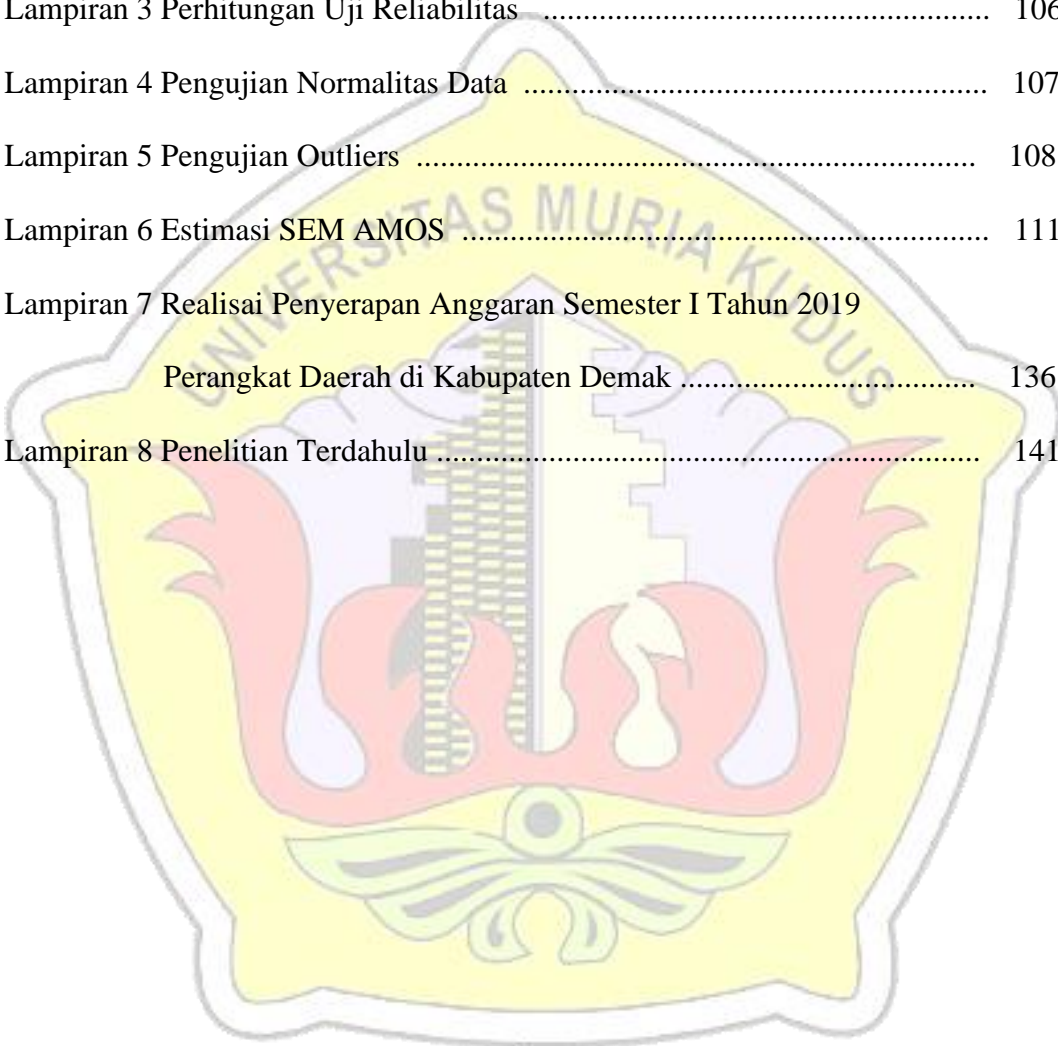 Lampiran 3 Perhitungan Uji Reliabilitas ........................................................ 106
Lampiran 4 Pengujian Normalitas Data ........................................................ 107
Lampiran 5 Pengujian Outliers .................................................................... 108
Lampiran 6 Estimasi SEM AMOS ................................................................ 111
Lampiran 7 Realisai Penyerapan Anggaran Semester I Tahun 2019
Perangkat Daerah di Kabupaten Demak .................................... 136
Lampiran 8 Penelitian Terdahulu .................................................................. 141
UNIVERSITAS MURIA KUDUS